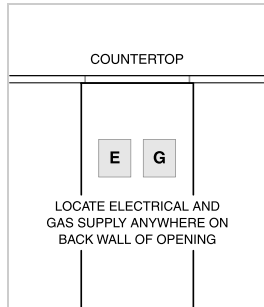 COUNTERTOP
E G
LOCATE ELECTRICAL AND
GAS SUPPLY ANYWHERE ON
BACK WALL OF OPENING